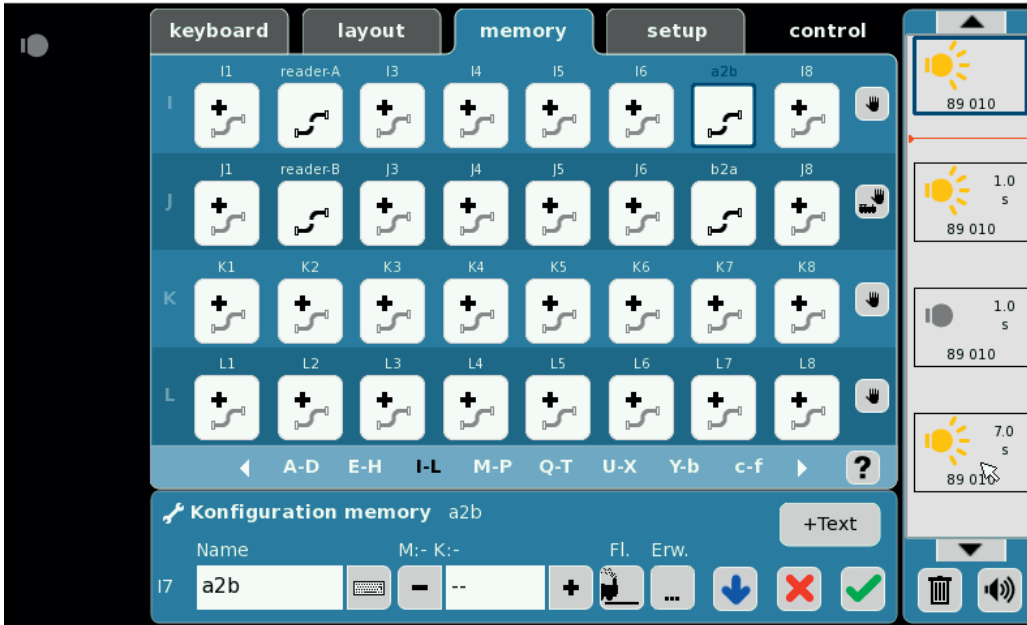 keyboard layout memory setup control
I1 reader-A I3 I4 I5 I6 a2b I8
I
J1 reader-B J3 J4 J5 J6 b2a J8
J
K1 K2 K3 K4 K5 K6 K7 K8
K
L1 L2 L3 L4 L5 L6 L7 L8
L
A-D E-H I-L M-P Q-T U-X Y-b c-f ?
Konfiguration memory a2b
+Text
Name M:- K:- Fl. Erw.
I7 a2b -- ...
89 010
1.0
s
89 010
1.0
s
89 010
7.0
s
89 010